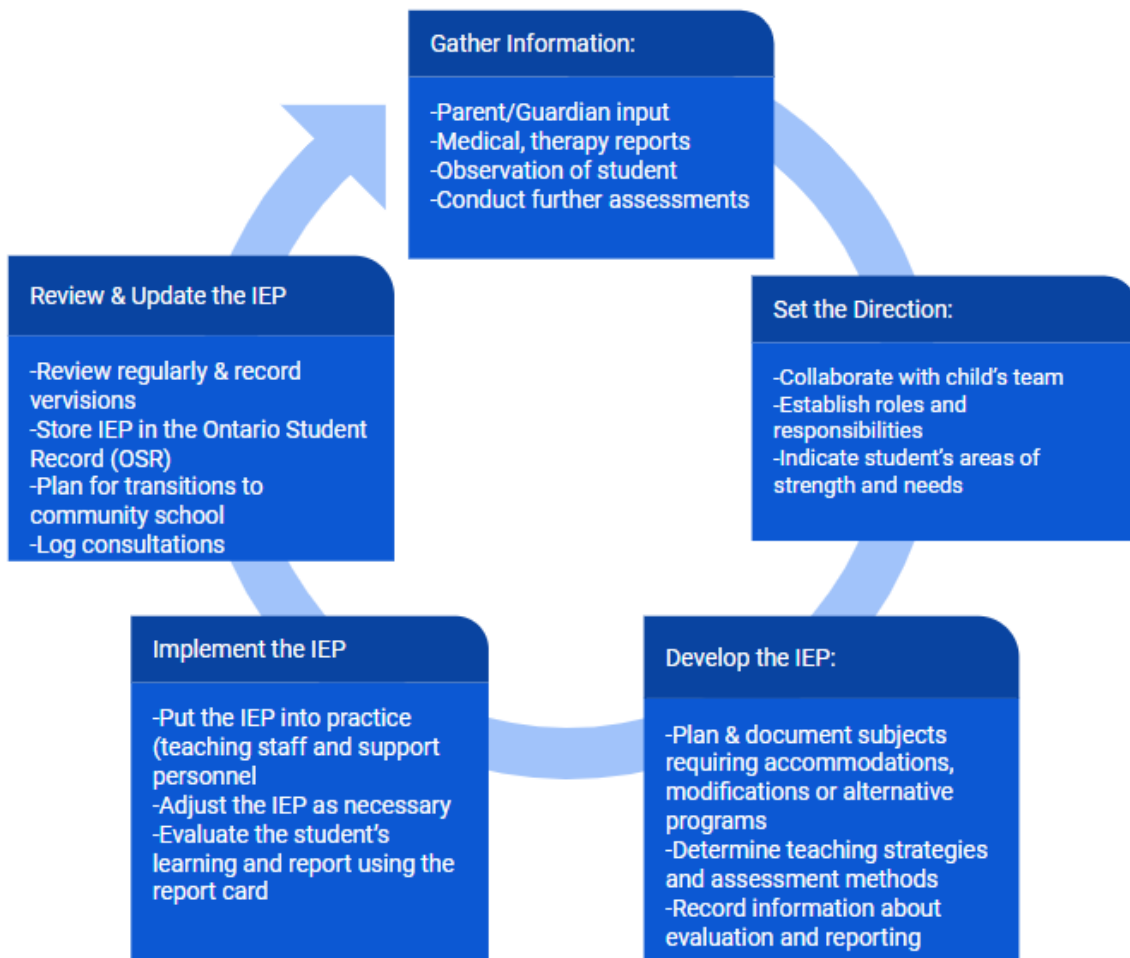 Gather Information:
-Parent/Guardian input
-Medical, therapy reports
-Observation of student
-Conduct further assessments
Set the Direction:
-Collaborate with child's team
-Establish roles and
responsibilities
-Indicate student's areas of
strength and needs
Develop the IEP:
-Plan & document subjects
requiring accommodations,
modifications or alternative
programs
-Determine teaching strategies
and assessment methods
-Record information about
evaluation and reporting
Implement the IEP
-Put the IEP into practice
(teaching staff and support
personnel
-Adjust the IEP as necessary
-Evaluate the student's
learning and report using the
report card
Review & Update the IEP
-Review regularly & record
vervisions
-Store IEP in the Ontario Student
Record (OSR)
-Plan for transitions to
community school
-Log consultations